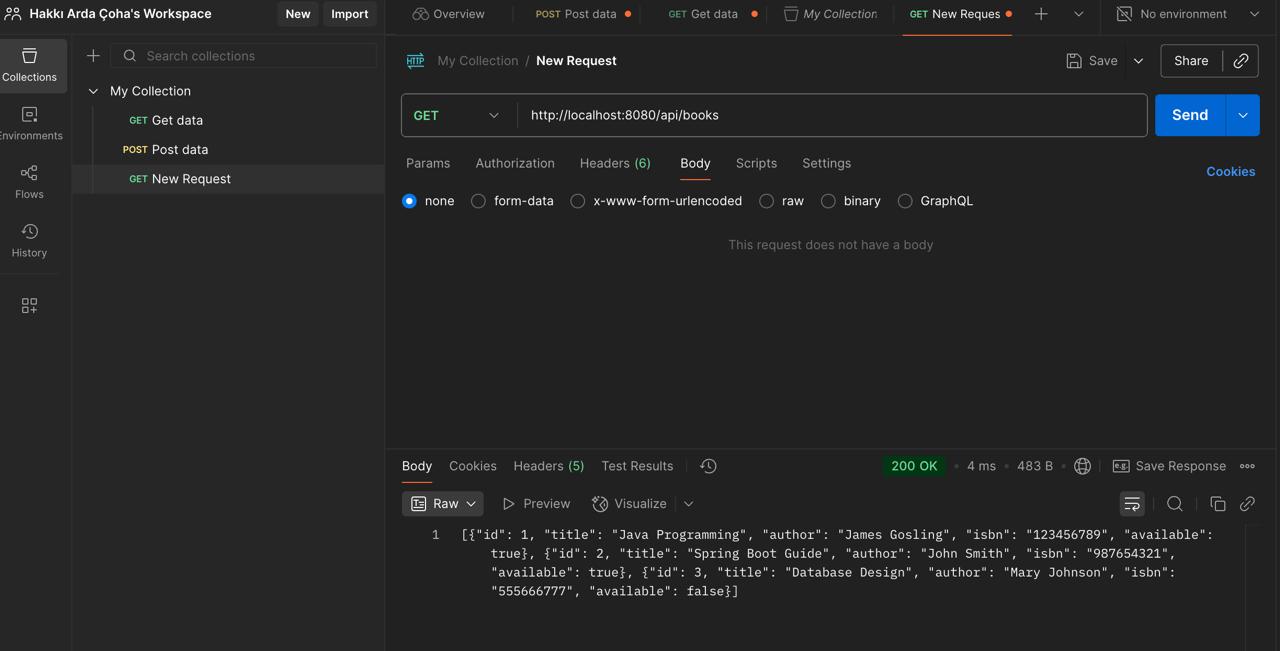 Hakkı Arda Çoha's Workspace
New
Import
Overview
POST Post data
GET Get data
My Collection
GET New Reques
No environment
Collections
Environments
Flows
History
Search collections
My Collection
GET Get data
POST Post data
GET New Request
HTTP My Collection / New Request
Save
Share
GET
http://localhost:8080/api/books
Send
Params Authorization Headers (6) Body Scripts Settings
Cookies
none form-data x-www-form-urlencoded raw binary GraphQL
This request does not have a body
Body Cookies Headers (5) Test Results
200 OK • 4 ms • 483 B
e.g. Save Response
Raw Preview Visualize
1 [{"id": 1, "title": "Java Programming", "author": "James Gosling", "isbn": "123456789", "available":
true}, {"id": 2, "title": "Spring Boot Guide", "author": "John Smith", "isbn": "987654321",
"available": true}, {"id": 3, "title": "Database Design", "author": "Mary Johnson", "isbn":
"555666777", "available": false}]